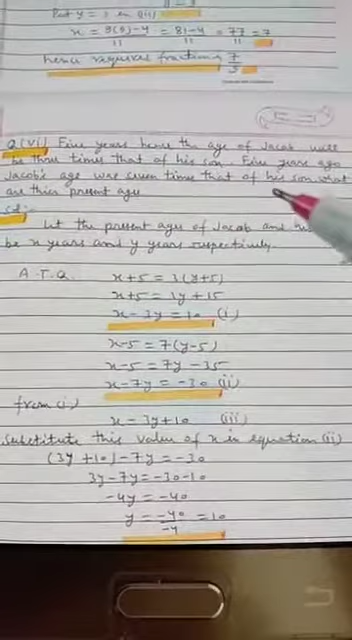 Put y = 9 in (iii)
x = 9(9)-4 = 81-4 = 77 = 7
11 11 11
hence required fraction 7
9
Q(vi) Five years hence the age of Jacob will
be three times that of his son. Five years ago
Jacob's age was seven times that of his son. what
are their present ages
Sol:-
Let the present ages of Jacob and
be x years and y years respectively.
A.T.Q. x+5 = 3(y+5)
x+5 = 3y+15
x-3y = 10 (i)
x-5 = 7(y-5)
x-5 = 7y-35
x-7y = -30 (ii)
from (i)
x = 3y+10 (iii)
substitute this value of x in equation (ii)
(3y+10)-7y = -30
3y-7y = -30-10
-4y = -40
y = -40 = 10
-4